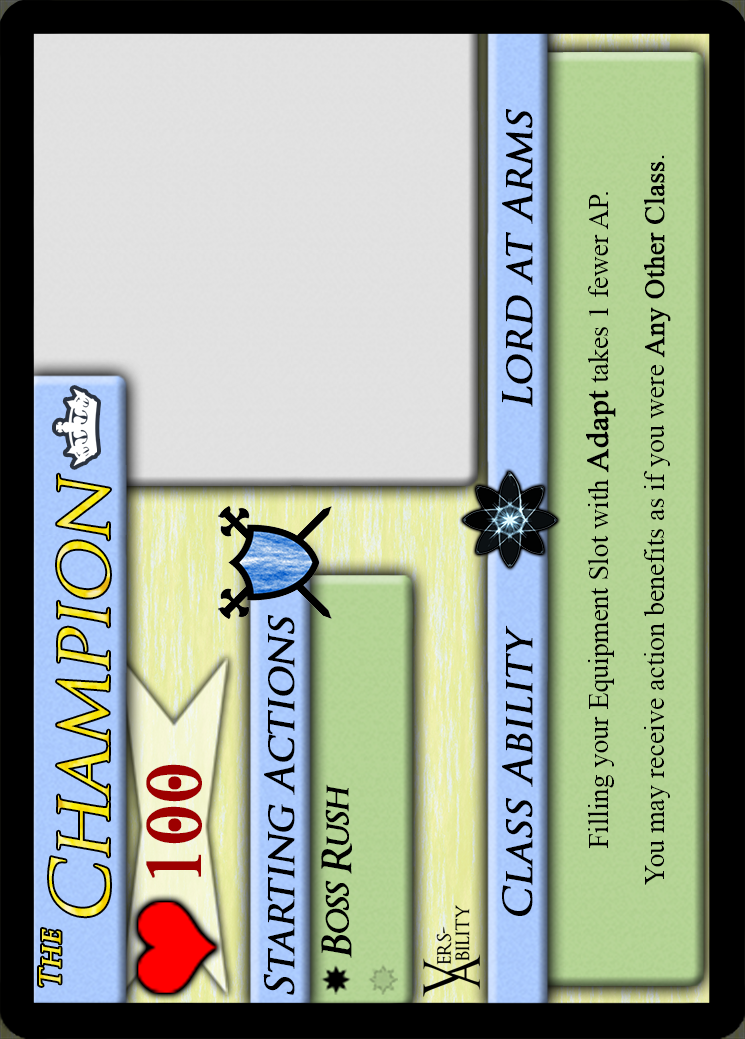 THE CHAMPION
100
STARTING ACTIONS
BOSS RUSH
VERS-
ABILITY
CLASS ABILITY LORD AT ARMS
Filling your Equipment Slot with Adapt takes 1 fewer AP.
You may receive action benefits as if you were Any Other Class.